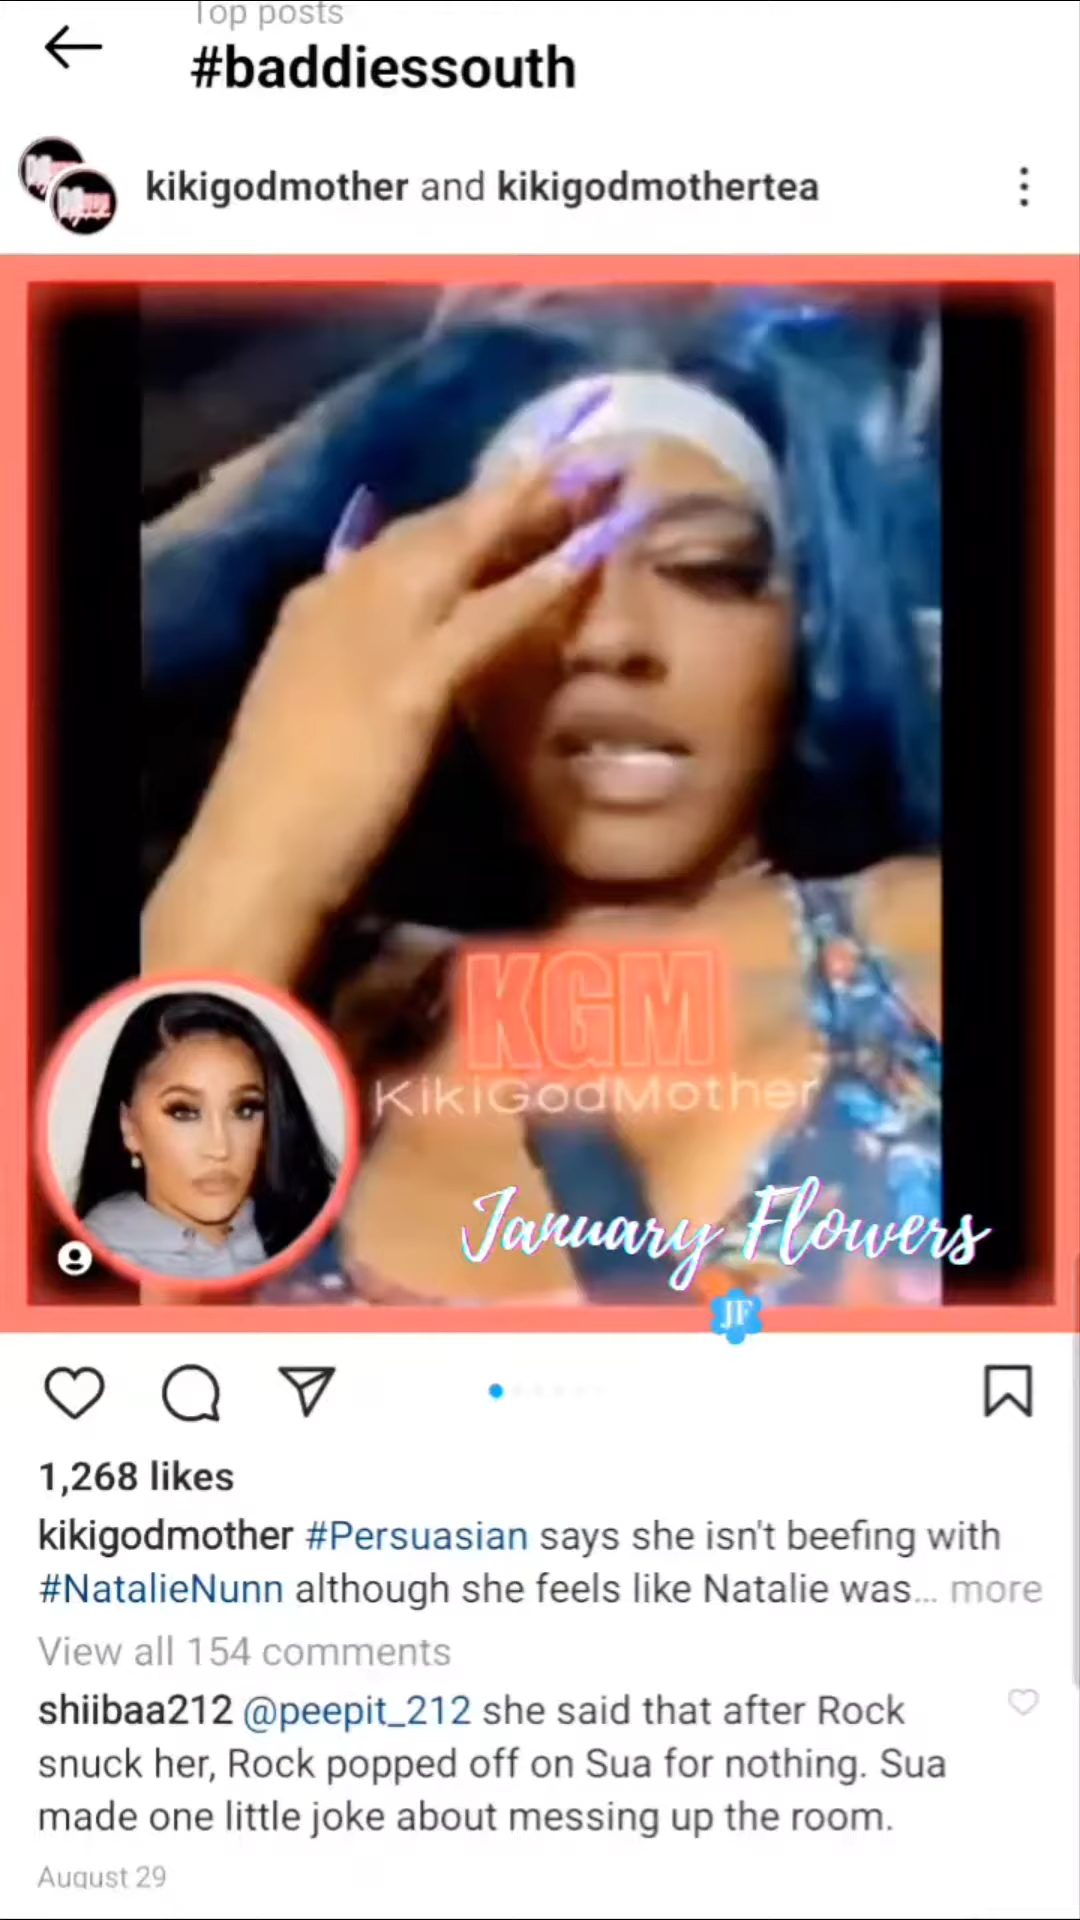 Top posts
#baddiessouth
kikigodmother and kikigodmothertea
KGM
KikiGodMother
January Flowers
JF
1,268 likes
kikigodmother #Persuasian says she isn't beefing with
#NatalieNunn although she feels like Natalie was... more
View all 154 comments
shiibaa212 @peepit_212 she said that after Rock
snuck her, Rock popped off on Sua for nothing. Sua
made one little joke about messing up the room.
August 29